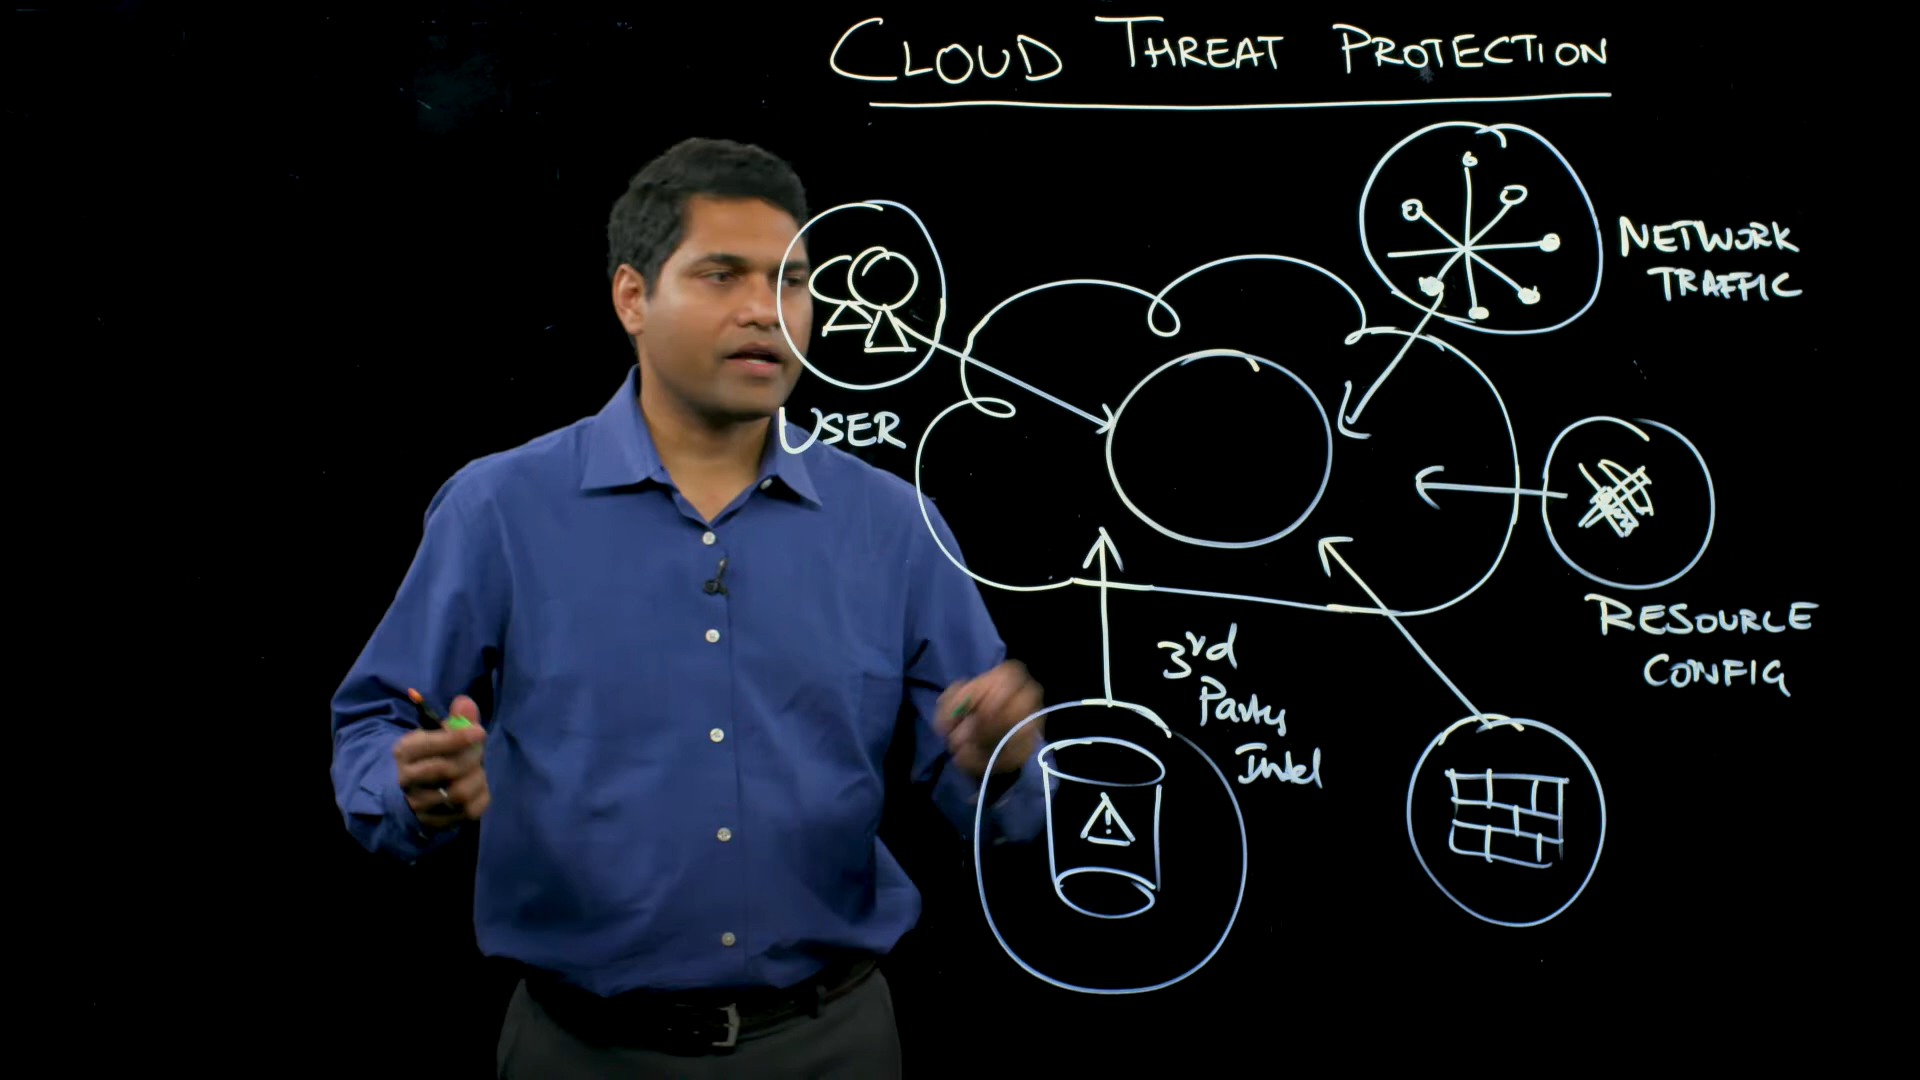 CLOUD THREAT PROTECTION
NETWORK
TRAFFIC
USER
RESOURCE
CONFIG
3rd
Party
Intel
!